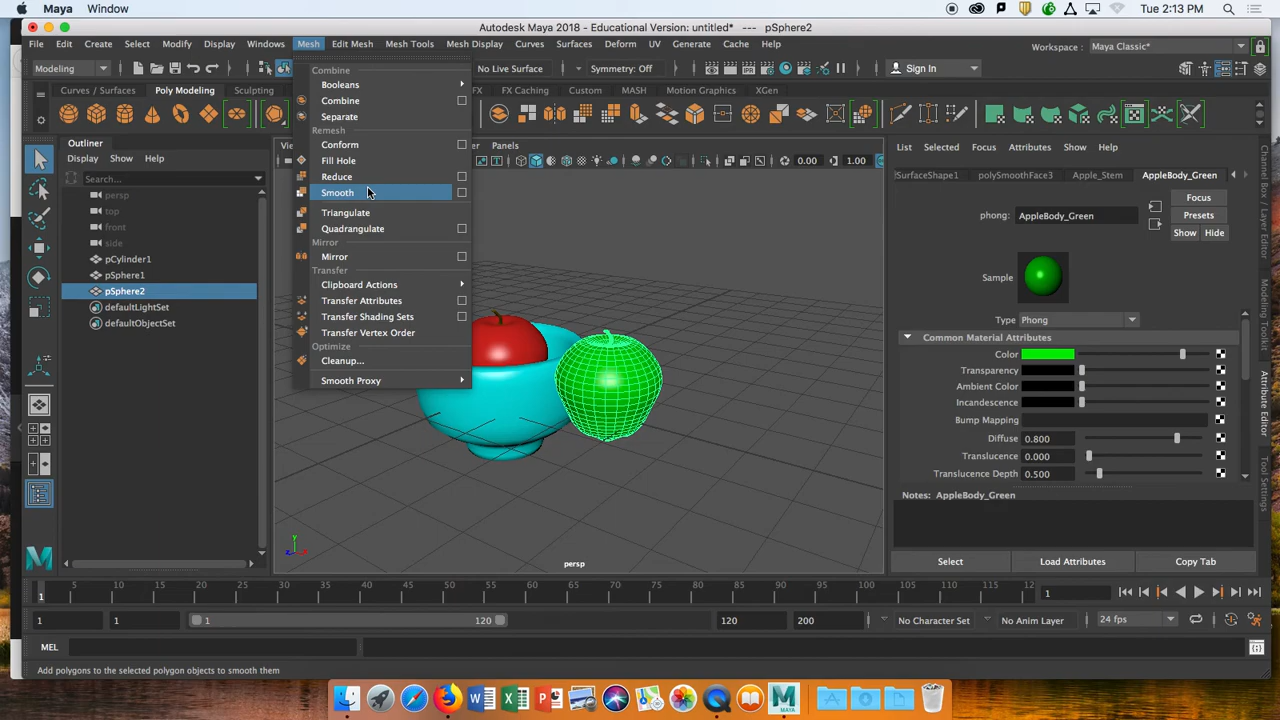 Maya Window Tue 2:13 PM
Autodesk Maya 2018 - Educational Version: untitled* --- pSphere2
File Edit Create Select Modify Display Windows Mesh Edit Mesh Mesh Tools Mesh Display Curves Surfaces Deform UV Generate Cache Help Workspace : Maya Classic*
Modeling No Live Surface Symmetry: Off Sign In
Curves / Surfaces Poly Modeling Sculpting FX FX Caching Custom MASH Motion Graphics XGen
Combine
Booleans
Combine
Separate
Remesh
Conform
Fill Hole
Reduce
Smooth
Triangulate
Quadrangulate
Mirror
Mirror
Transfer
Clipboard Actions
Transfer Attributes
Transfer Shading Sets
Transfer Vertex Order
Optimize
Cleanup...
Smooth Proxy
Outliner
Display Show Help
Search...
persp
top
front
side
pCylinder1
pSphere1
pSphere2
defaultLightSet
defaultObjectSet
Panels
0.00 1.00
persp
List Selected Focus Attributes Show Help
iSurfaceShape1 polySmoothFace3 Apple_Stem AppleBody_Green
Focus
phong: AppleBody_Green Presets
Show Hide
Sample
Type Phong
Common Material Attributes
Color
Transparency
Ambient Color
Incandescence
Bump Mapping
Diffuse 0.800
Translucence 0.000
Translucence Depth 0.500
Notes: AppleBody_Green
Select Load Attributes Copy Tab
Modeling Toolkit
Attribute Editor
Tool Settings
5 10 15 20 25 30 35 40 45 50 55 60 65 70 75 80 85 90 95 100 105 110 115 12
1 1
1 1 1 120 120 200 No Character Set No Anim Layer 24 fps
MEL
Add polygons to the selected polygon objects to smooth them